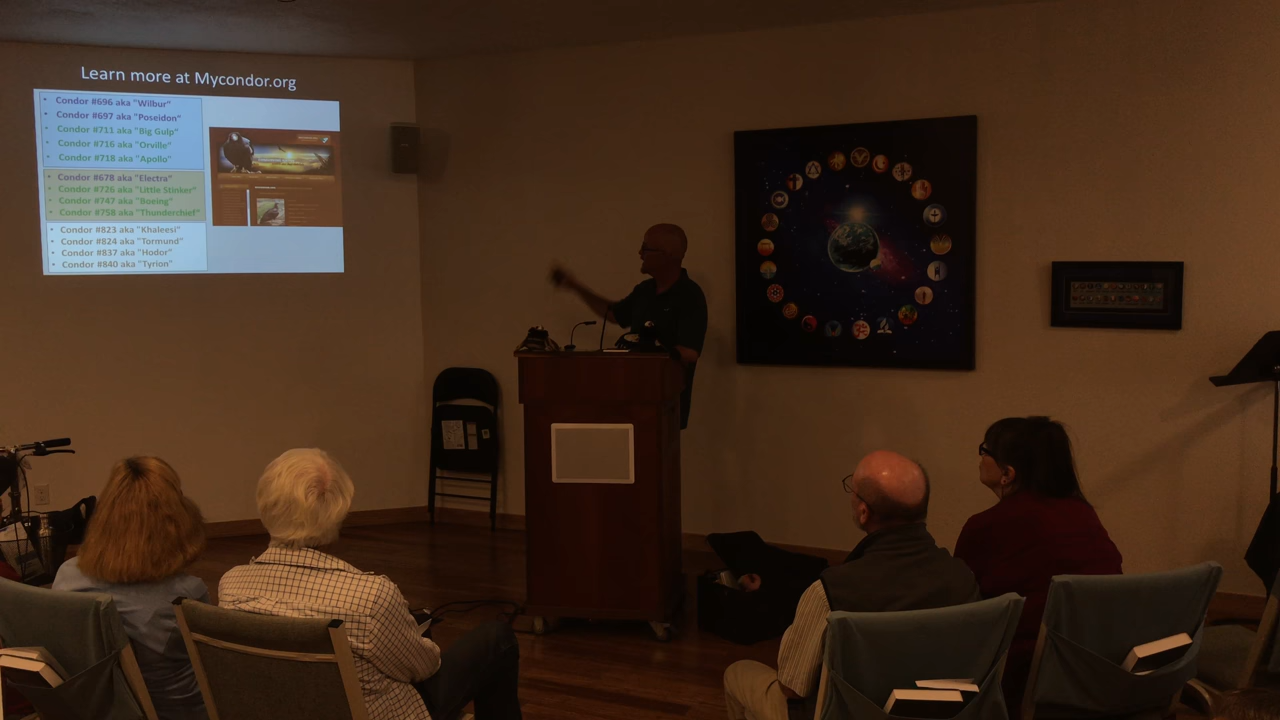 Learn more at Mycondor.org
• Condor #696 aka "Wilbur"
• Condor #697 aka "Poseidon"
• Condor #711 aka "Big Gulp"
• Condor #716 aka "Orville"
• Condor #718 aka "Apollo"
• Condor #678 aka "Electra"
• Condor #726 aka "Little Stinker"
• Condor #747 aka "Boeing"
• Condor #758 aka "Thunderchief"
• Condor #823 aka "Khaleesi"
• Condor #824 aka "Tormund"
• Condor #837 aka "Hodor"
• Condor #840 aka "Tyrion"